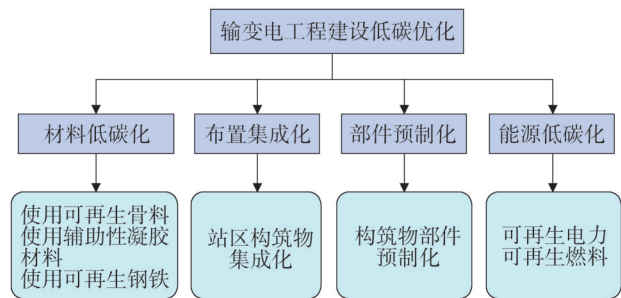 输变电工程建设低碳优化
材料低碳化
布置集成化
部件预制化
能源低碳化
使用可再生骨料
使用辅助性凝胶
材料
使用可再生钢铁
站区构筑物
集成化
构筑物部件
预制化
可再生电力
可再生燃料